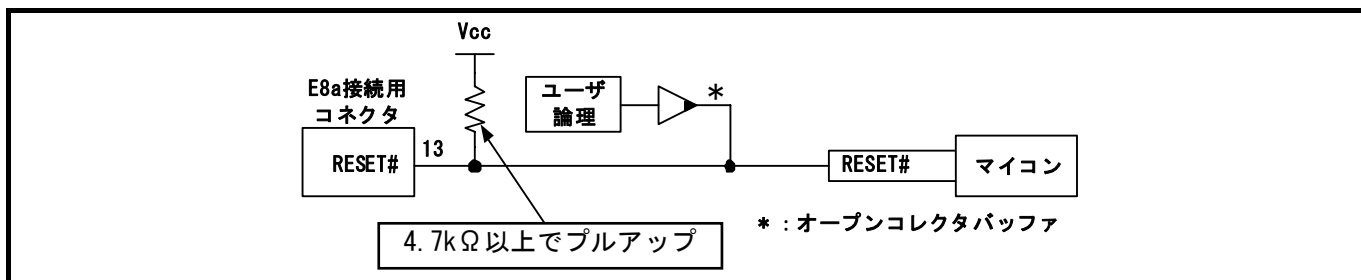 Vcc
E8a接続用
コネクタ
RESET#
13
ユーザ
論理
*
RESET#
マイコン
4.7kΩ以上でプルアップ
* :オープンコレクタバッファ